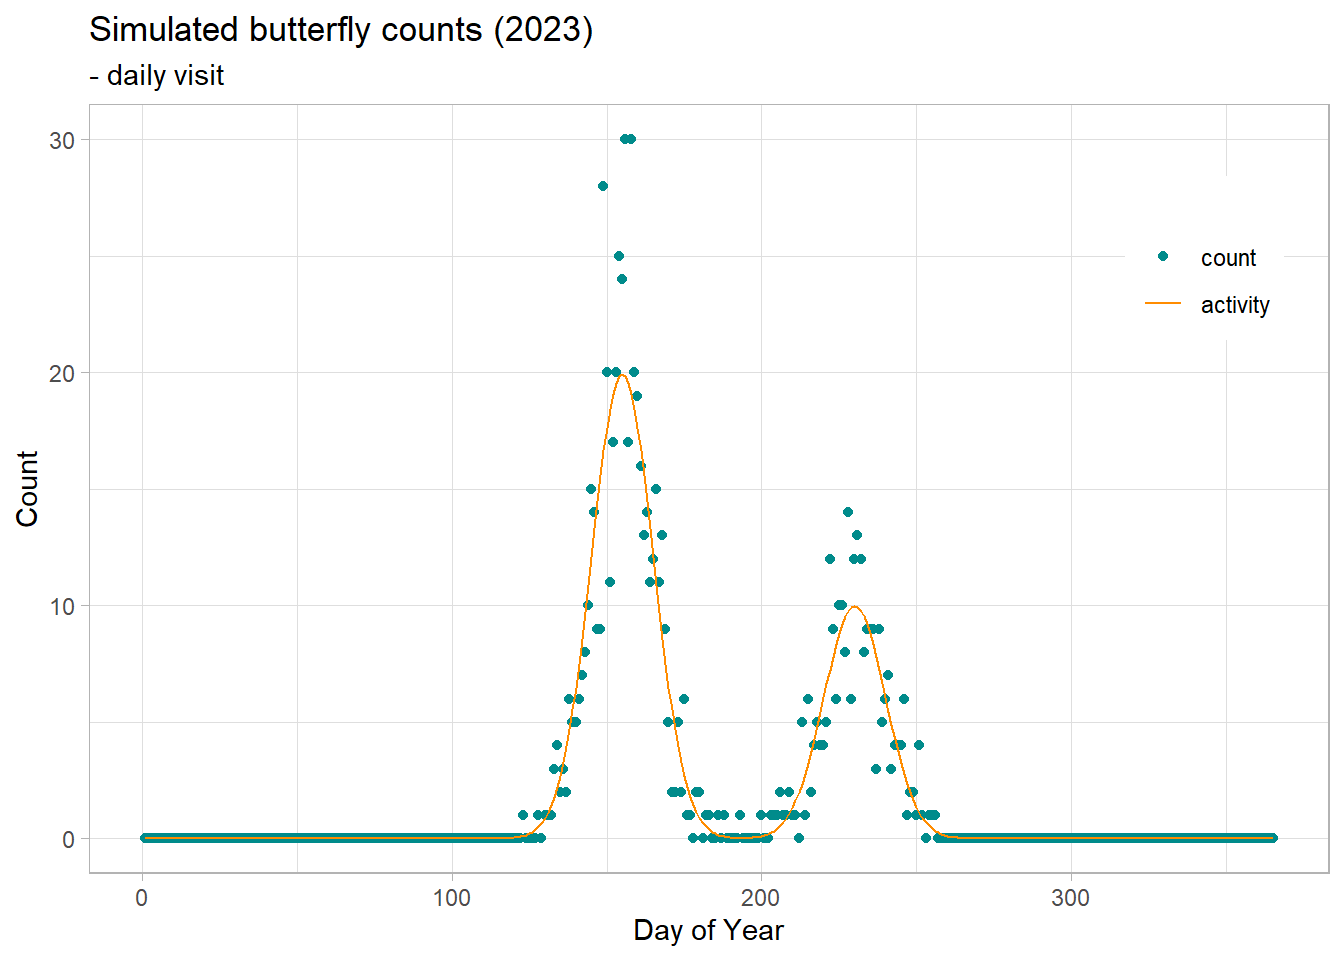 Simulated butterfly counts (2023)
- daily visit
30
20
10
0
Count
count
activity
0 100 200 300
Day of Year